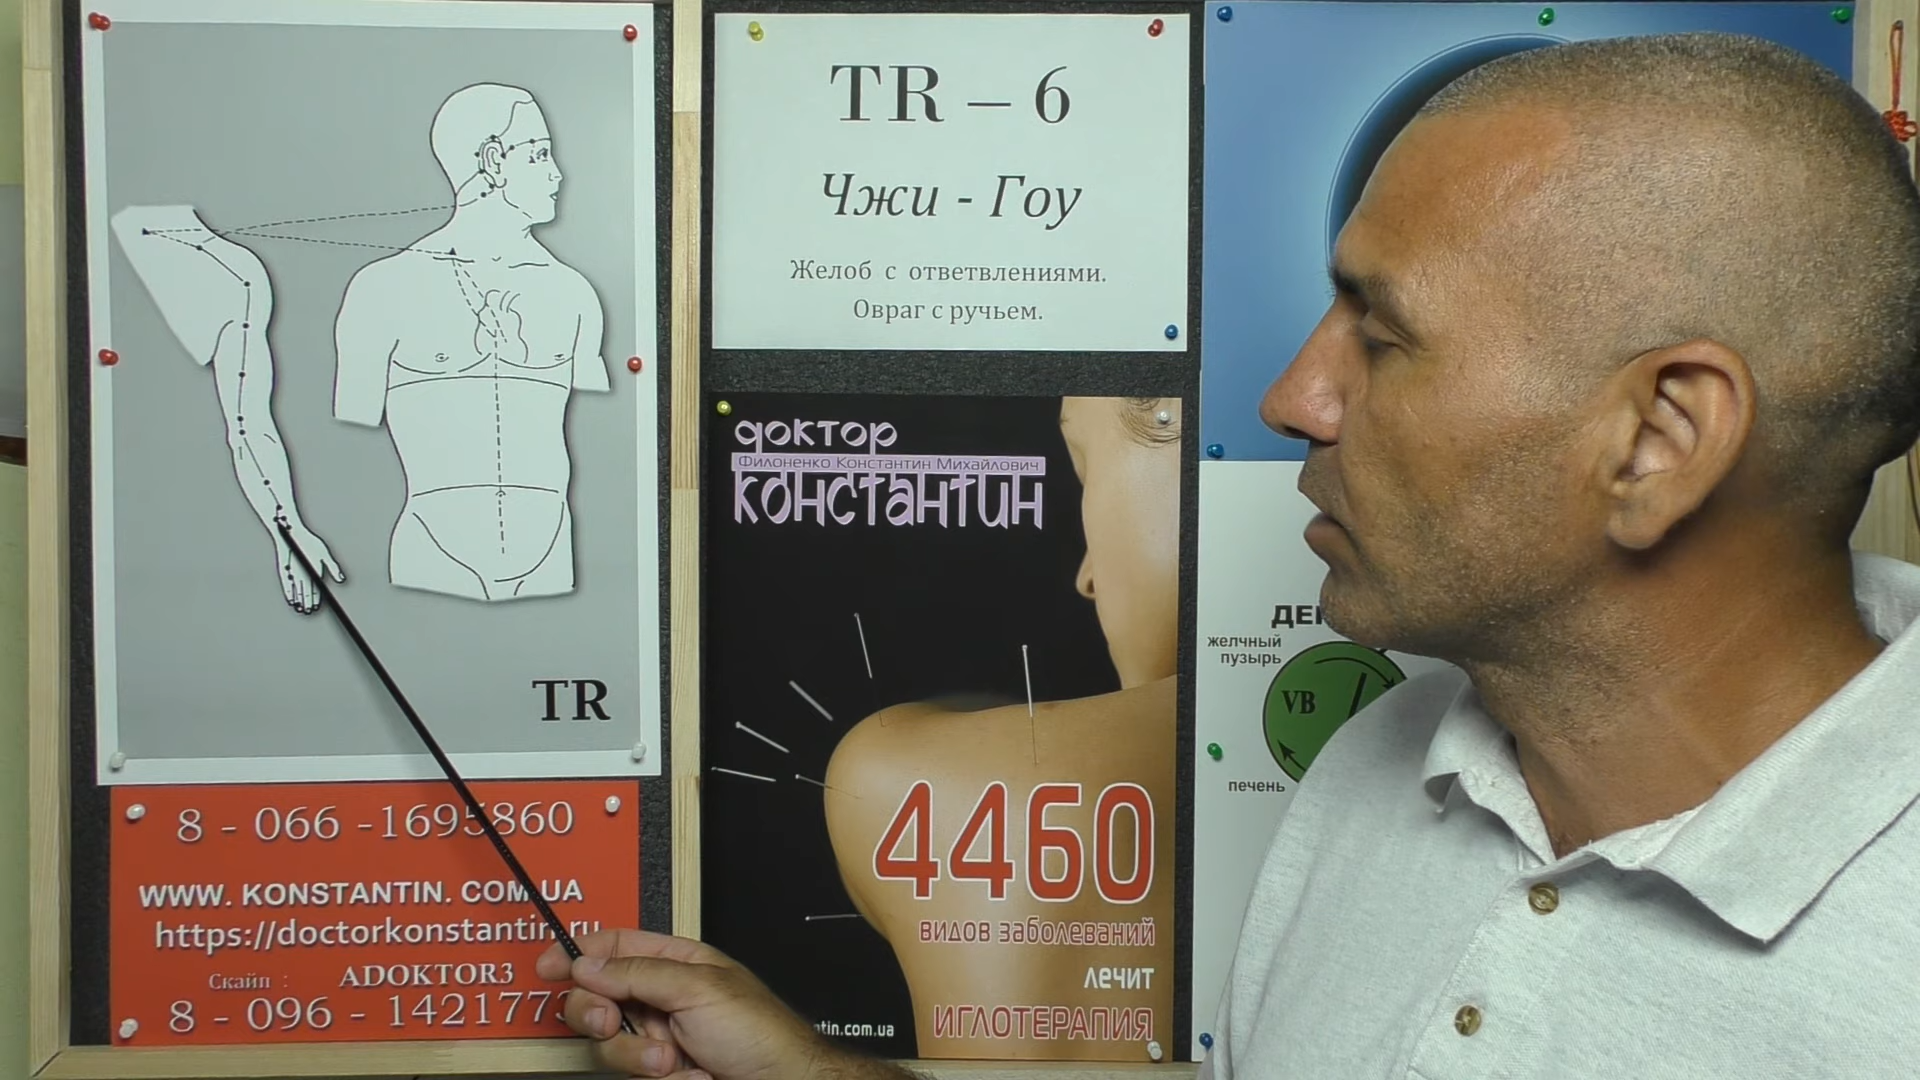 TR
8 - 066 -1695860
WWW. KONSTANTIN. COM.UA
https://doctorkonstantin.ru
Скайп : ADOKTOR3
8 - 096 - 142177
TR – 6
Чжи - Гоу
Желоб с ответвлениями.
Овраг с ручьем.
доктор
Филоненко Константин Михайлович
константин
4460
видов заболеваний
лечит
иглотерапия
ntin.com.ua
желчный
пузырь
VB
печень